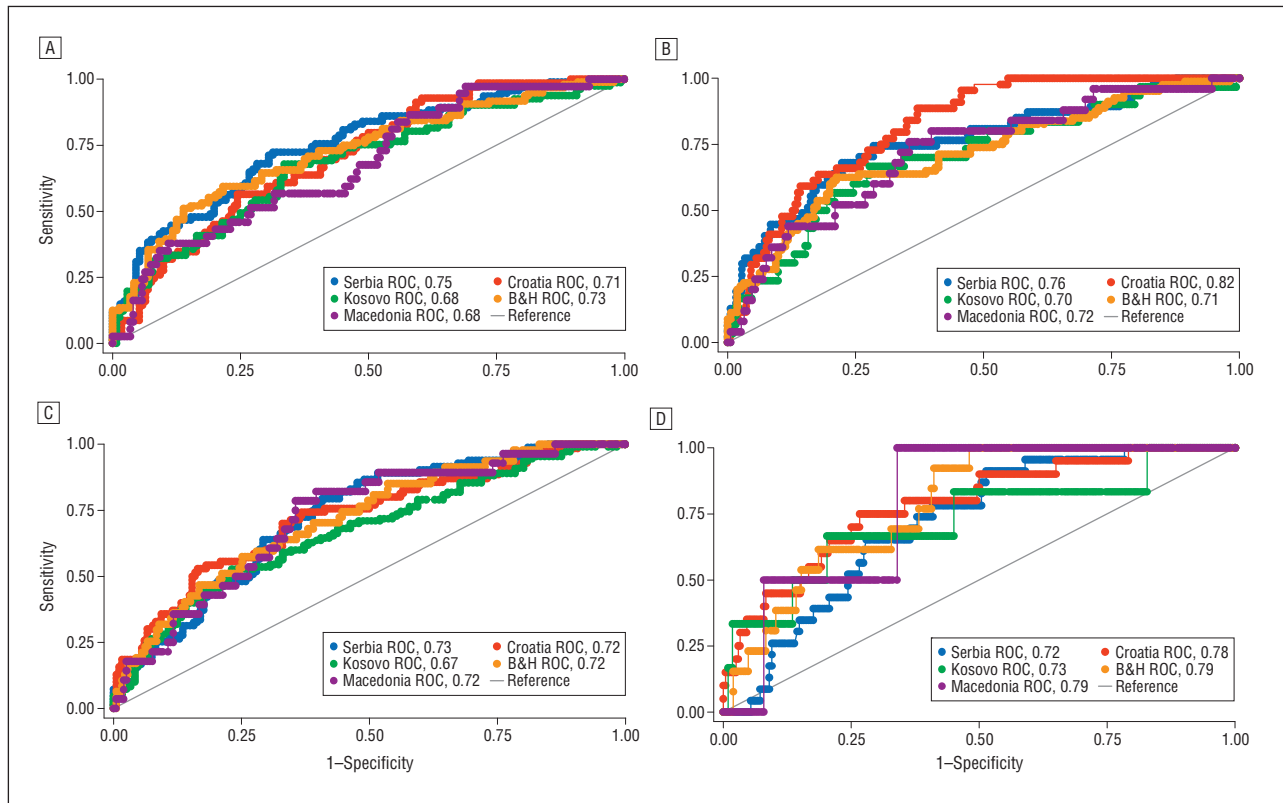 A
1.00
0.75
0.50
0.25
0.00
Sensitivity
Serbia ROC, 0.75 Croatia ROC, 0.71
Kosovo ROC, 0.68 B&H ROC, 0.73
Macedonia ROC, 0.68 Reference
0.00 0.25 0.50 0.75 1.00
B
1.00
0.75
0.50
0.25
0.00
Serbia ROC, 0.76 Croatia ROC, 0.82
Kosovo ROC, 0.70 B&H ROC, 0.71
Macedonia ROC, 0.72 Reference
0.00 0.25 0.50 0.75 1.00
C
1.00
0.75
0.50
0.25
0.00
Sensitivity
Serbia ROC, 0.73 Croatia ROC, 0.72
Kosovo ROC, 0.67 B&H ROC, 0.72
Macedonia ROC, 0.72 Reference
0.00 0.25 0.50 0.75 1.00
1–Specificity
D
1.00
0.75
0.50
0.25
0.00
Serbia ROC, 0.72 Croatia ROC, 0.78
Kosovo ROC, 0.73 B&H ROC, 0.79
Macedonia ROC, 0.79 Reference
0.00 0.25 0.50 0.75 1.00
1–Specificity